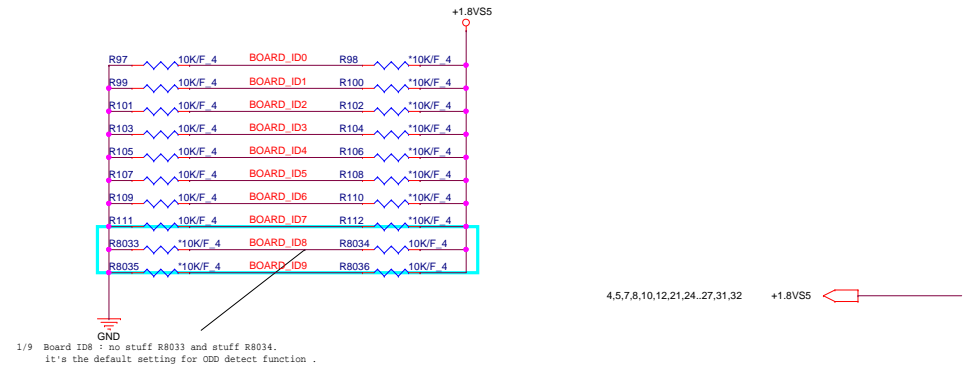 +1.8VS5
R97 10K/F_4 BOARD_ID0 R98 *10K/F_4
R99 10K/F_4 BOARD_ID1 R100 *10K/F_4
R101 10K/F_4 BOARD_ID2 R102 *10K/F_4
R103 10K/F_4 BOARD_ID3 R104 *10K/F_4
R105 10K/F_4 BOARD_ID4 R106 *10K/F_4
R107 10K/F_4 BOARD_ID5 R108 *10K/F_4
R109 10K/F_4 BOARD_ID6 R110 *10K/F_4
R111 10K/F_4 BOARD_ID7 R112 *10K/F_4
R8033 *10K/F_4 BOARD_ID8 R8034 10K/F_4
R8035 *10K/F_4 BOARD_ID9 R8036 10K/F_4
4,5,7,8,10,12,21,24..27,31,32 +1.8VS5
GND
1/9 Board ID8 : no stuff R8033 and stuff R8034.
it's the default setting for ODD detect function .